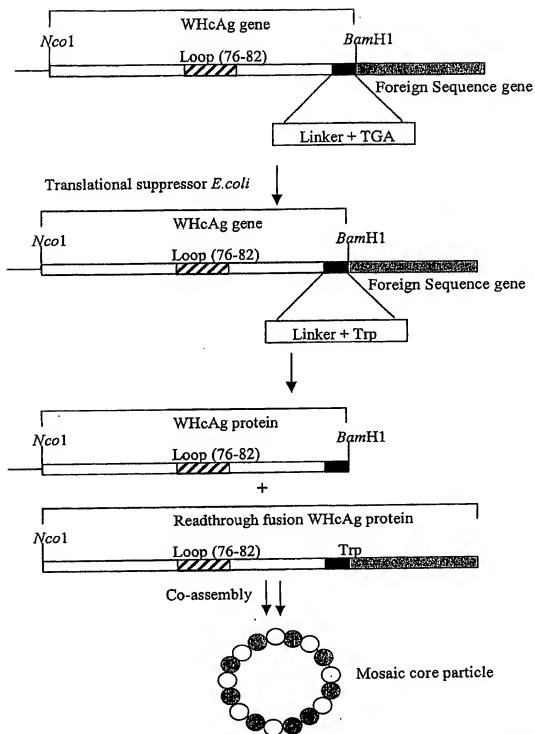 WHcAg gene
Nco1
BamH1
Loop (76-82)
Foreign Sequence gene
Linker + TGA
Translational suppressor E.coli
WHcAg gene
Nco1
BamH1
Loop (76-82)
Foreign Sequence gene
Linker + Trp
WHcAg protein
Nco1
BamH1
Loop (76-82)
+
Readthrough fusion WHcAg protein
Nco1
Loop (76-82)
Trp
Co-assembly
Mosaic core particle